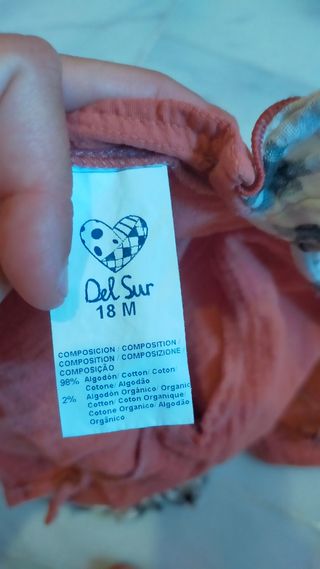 Del Sur
18 M
COMPOSICION / COMPOSITION /
COMPOSITION / COMPOSIZIONE /
COMPOSIÇÃO
98% Algodón/ Cotton/ Coton/
Cotone/ Algodão
2% Algodón Orgánico/ Organic
Cotton/ Coton Organique/
Cotone Organico/ Algodão
Orgânico